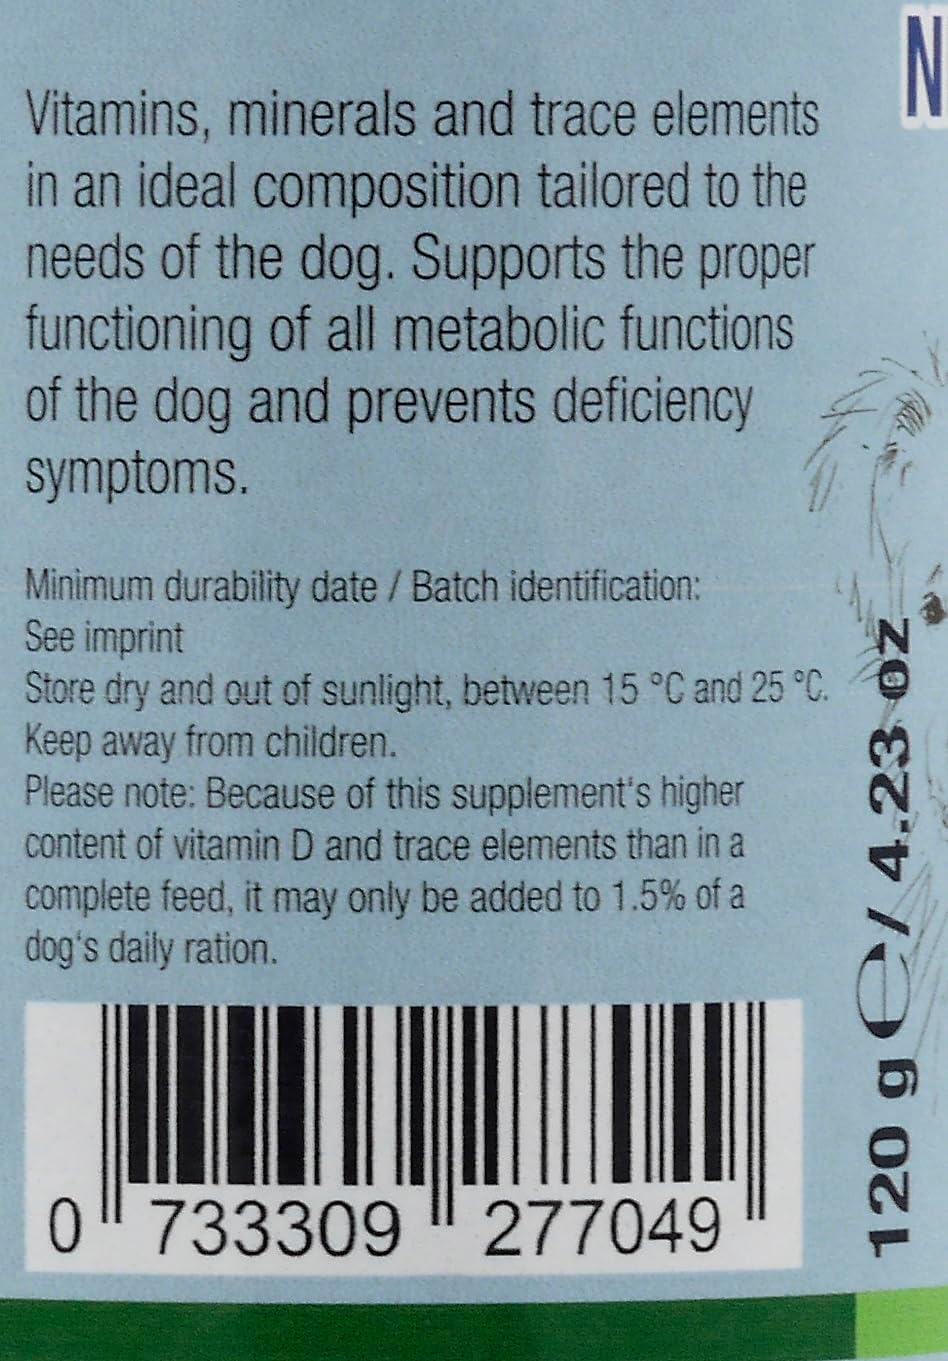 N
Vitamins, minerals and trace elements
in an ideal composition tailored to the
needs of the dog. Supports the proper
functioning of all metabolic functions
of the dog and prevents deficiency
symptoms.
Minimum durability date / Batch identification:
See imprint
Store dry and out of sunlight, between 15 °C and 25 °C.
Keep away from children.
Please note: Because of this supplement's higher
content of vitamin D and trace elements than in a
complete feed, it may only be added to 1.5% of a
dog's daily ration.
0 733309 277049
120 g ℮/ 4.23 oz